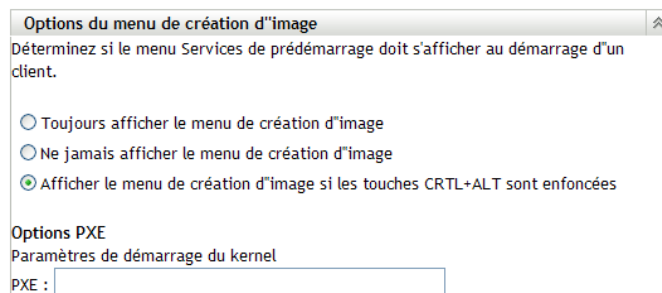 Options du menu de création d"image
Déterminez si le menu Services de prédémarrage doit s'afficher au démarrage d"un
client.
Toujours afficher le menu de création d"image
Ne jamais afficher le menu de création d"image
Afficher le menu de création d"image si les touches CRTL+ALT sont enfoncées
Options PXE
Paramètres de démarrage du kernel
PXE :